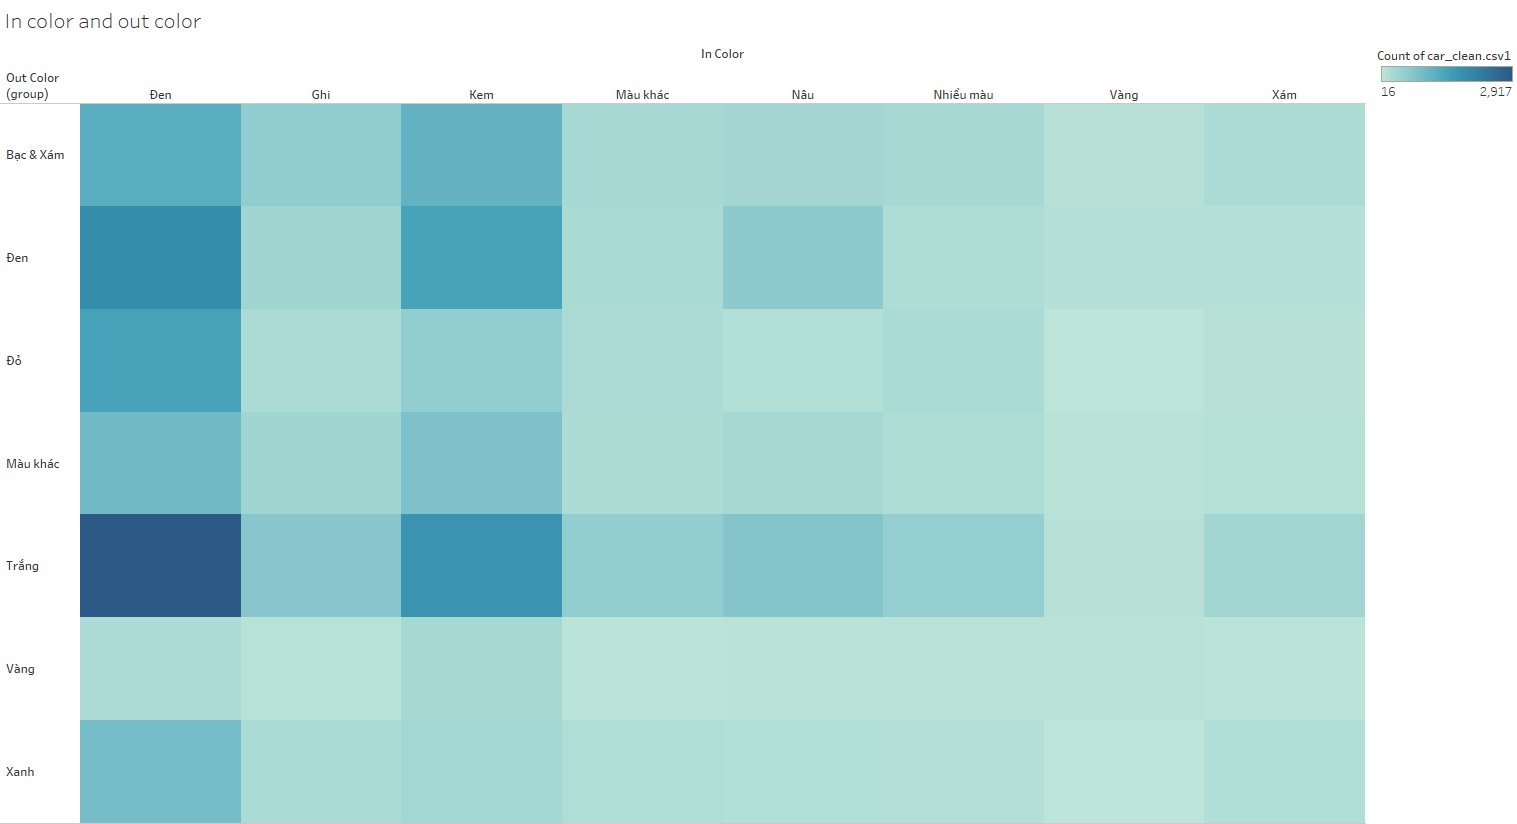 In color and out color
In Color
Count of car_clean.csv1
16 2,917
Out Color
(group)
Đen Ghi Kem Màu khác Nâu Nhiều màu Vàng Xám
Bạc & Xám
Đen
Đỏ
Màu khác
Trắng
Vàng
Xanh